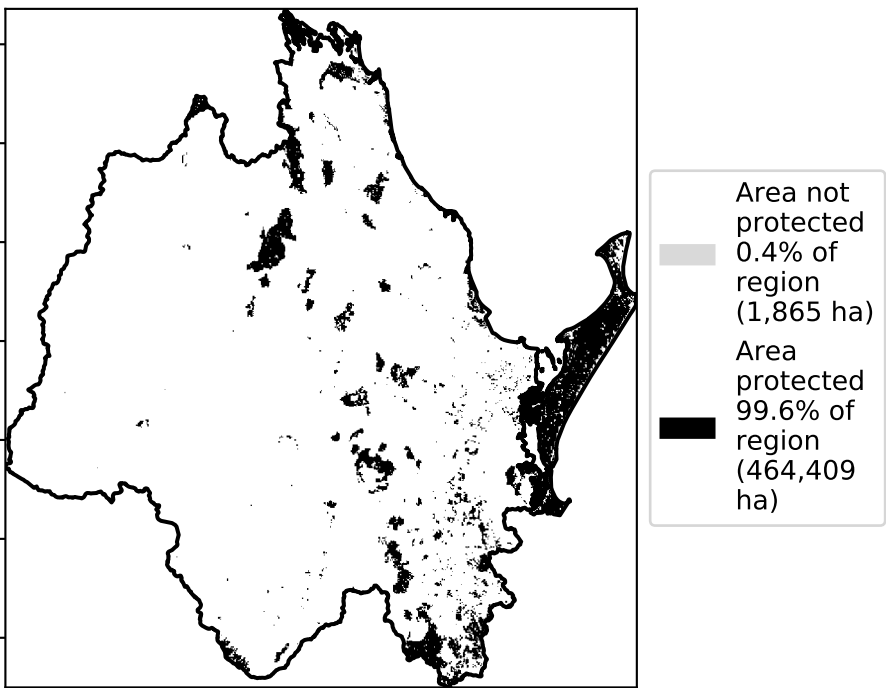 Area not
protected
0.4% of
region
(1,865 ha)
Area
protected
99.6% of
region
(464,409
ha)